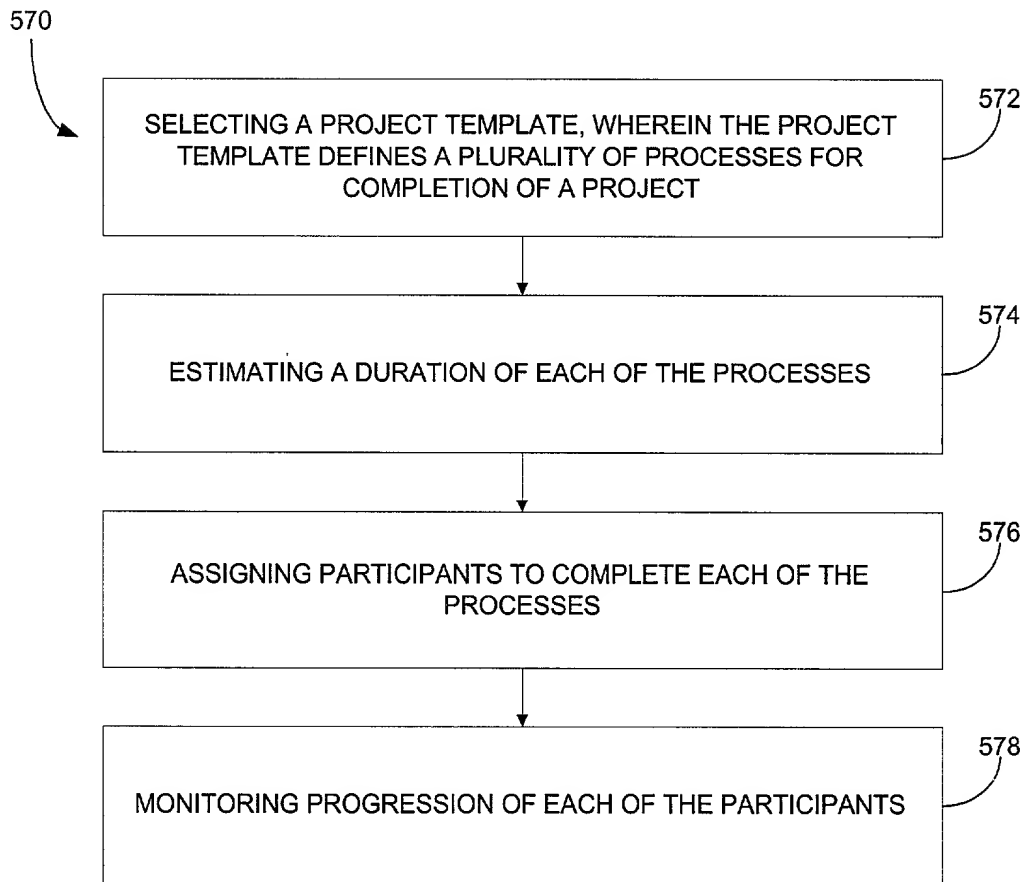 570
572
SELECTING A PROJECT TEMPLATE, WHEREIN THE PROJECT
TEMPLATE DEFINES A PLURALITY OF PROCESSES FOR
COMPLETION OF A PROJECT
574
ESTIMATING A DURATION OF EACH OF THE PROCESSES
576
ASSIGNING PARTICIPANTS TO COMPLETE EACH OF THE
PROCESSES
578
MONITORING PROGRESSION OF EACH OF THE PARTICIPANTS